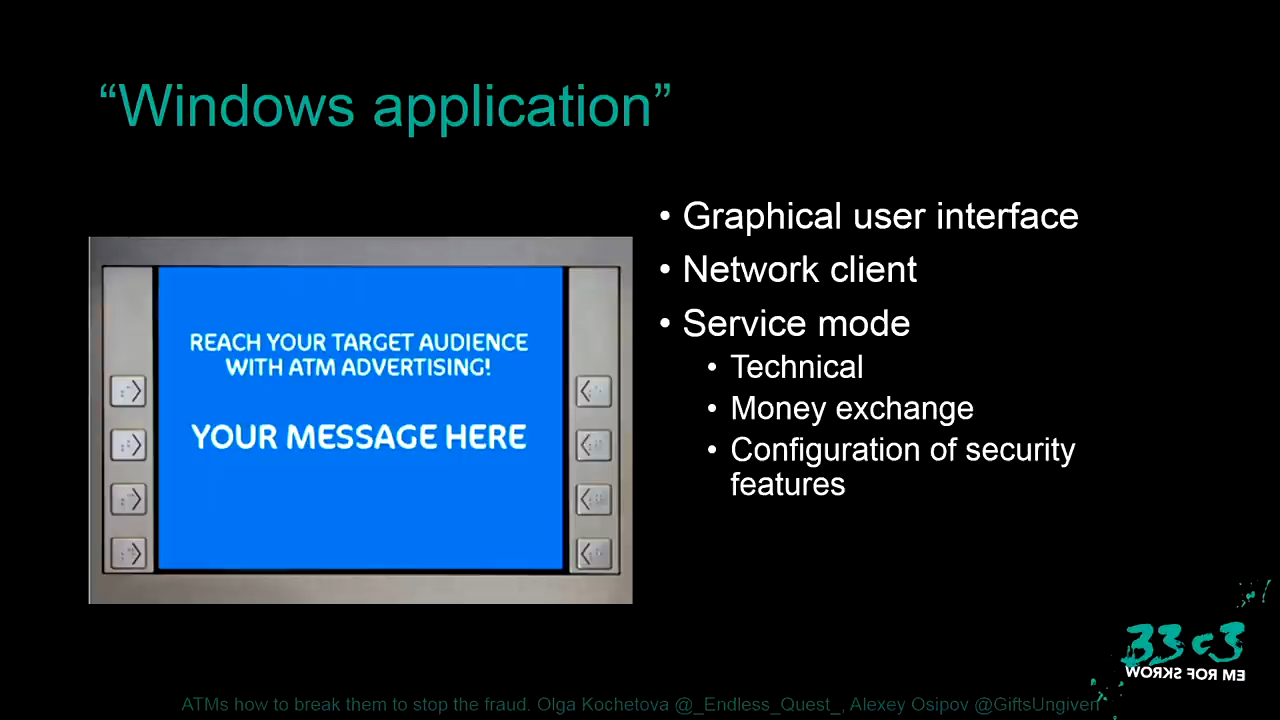 “Windows application”
• Graphical user interface
• Network client
• Service mode
• Technical
• Money exchange
• Configuration of security
features
REACH YOUR TARGET AUDIENCE
WITH ATM ADVERTISING!
YOUR MESSAGE HERE
33c3
WORKS FOR ME
ATMs how to break them to stop the fraud. Olga Kochetova @_Endless_Quest_, Alexey Osipov @GiftsUngiven